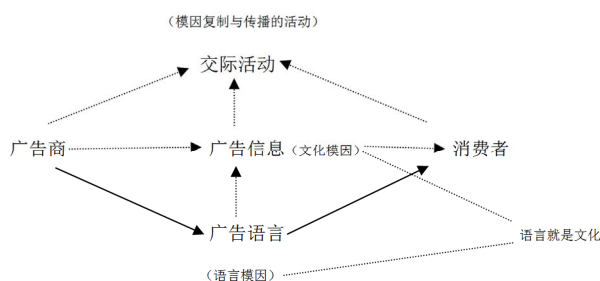 （模因复制与传播的活动）
交际活动
广告商
广告信息（文化模因）
消费者
广告语言
语言就是文化
（语言模因）